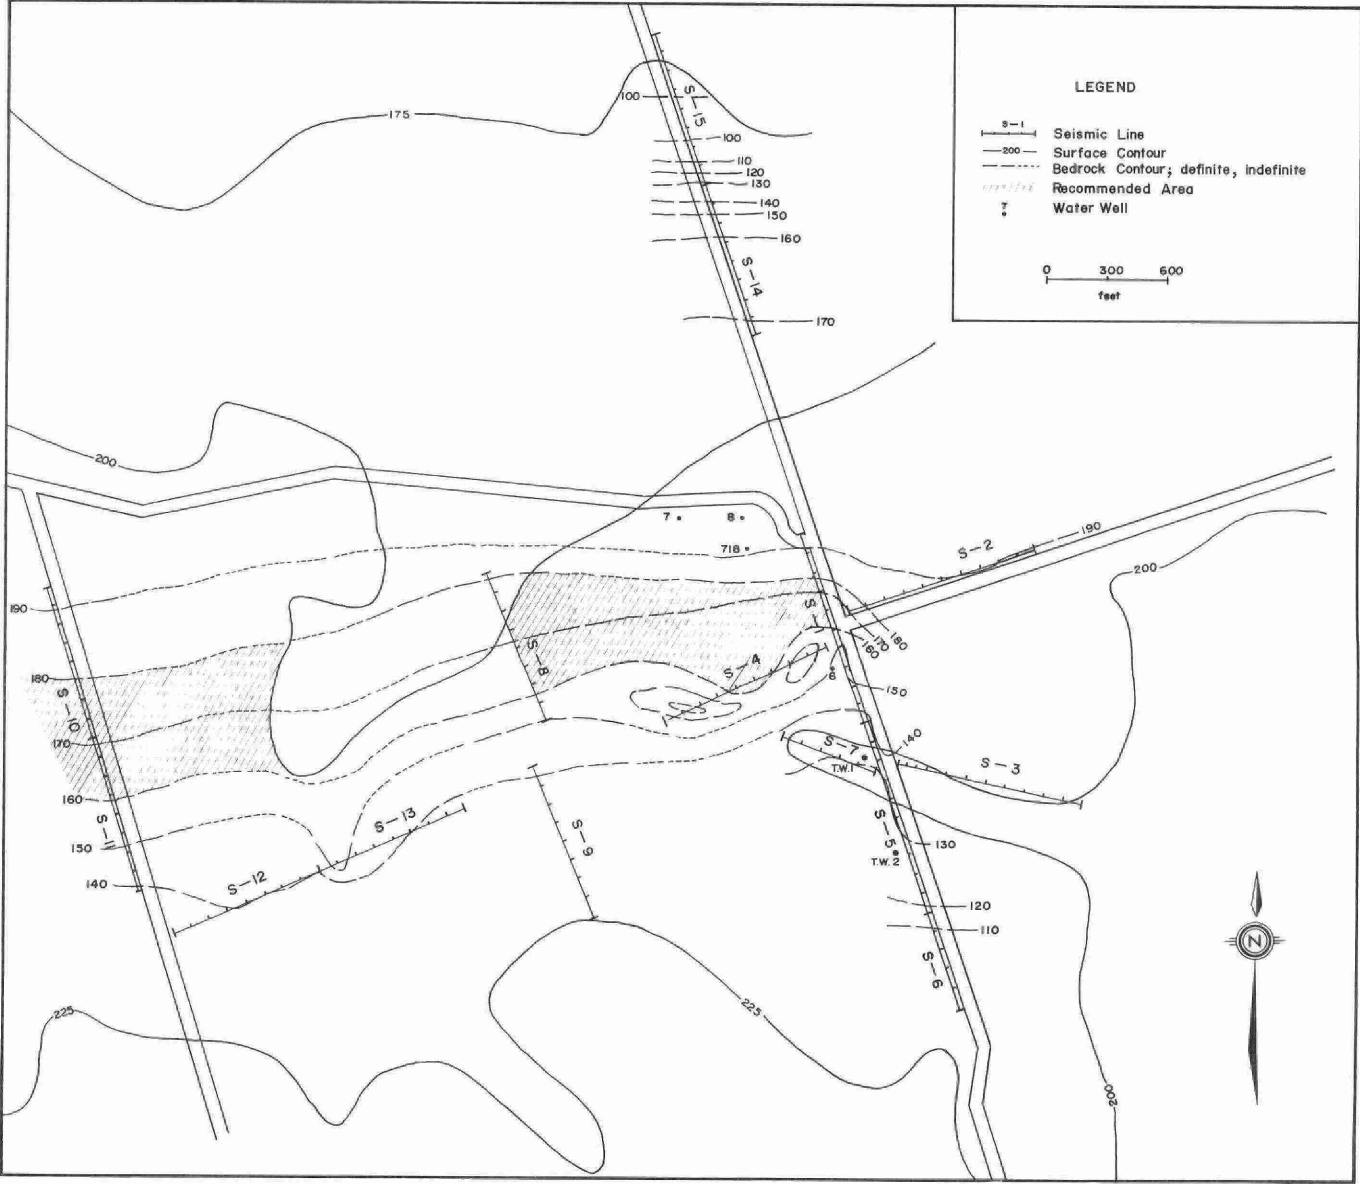 LEGEND
S-1
Seismic Line
200
Surface Contour
Bedrock Contour; definite, indefinite
Recommended Area
7
Water Well
0 300 600
feet
175
100
S-15
100
110
120
130
140
150
160
S-14
170
200
7
8
718
190
S-2
200
190
180
170
160
S-
S-8
S-4
6
150
180
S-10
170
160
S-11
150
140
140
S-7
T.W.1
S-3
S-13
S-12
S-9
S-5
T.W.2
130
120
110
S-6
N
225
225
200